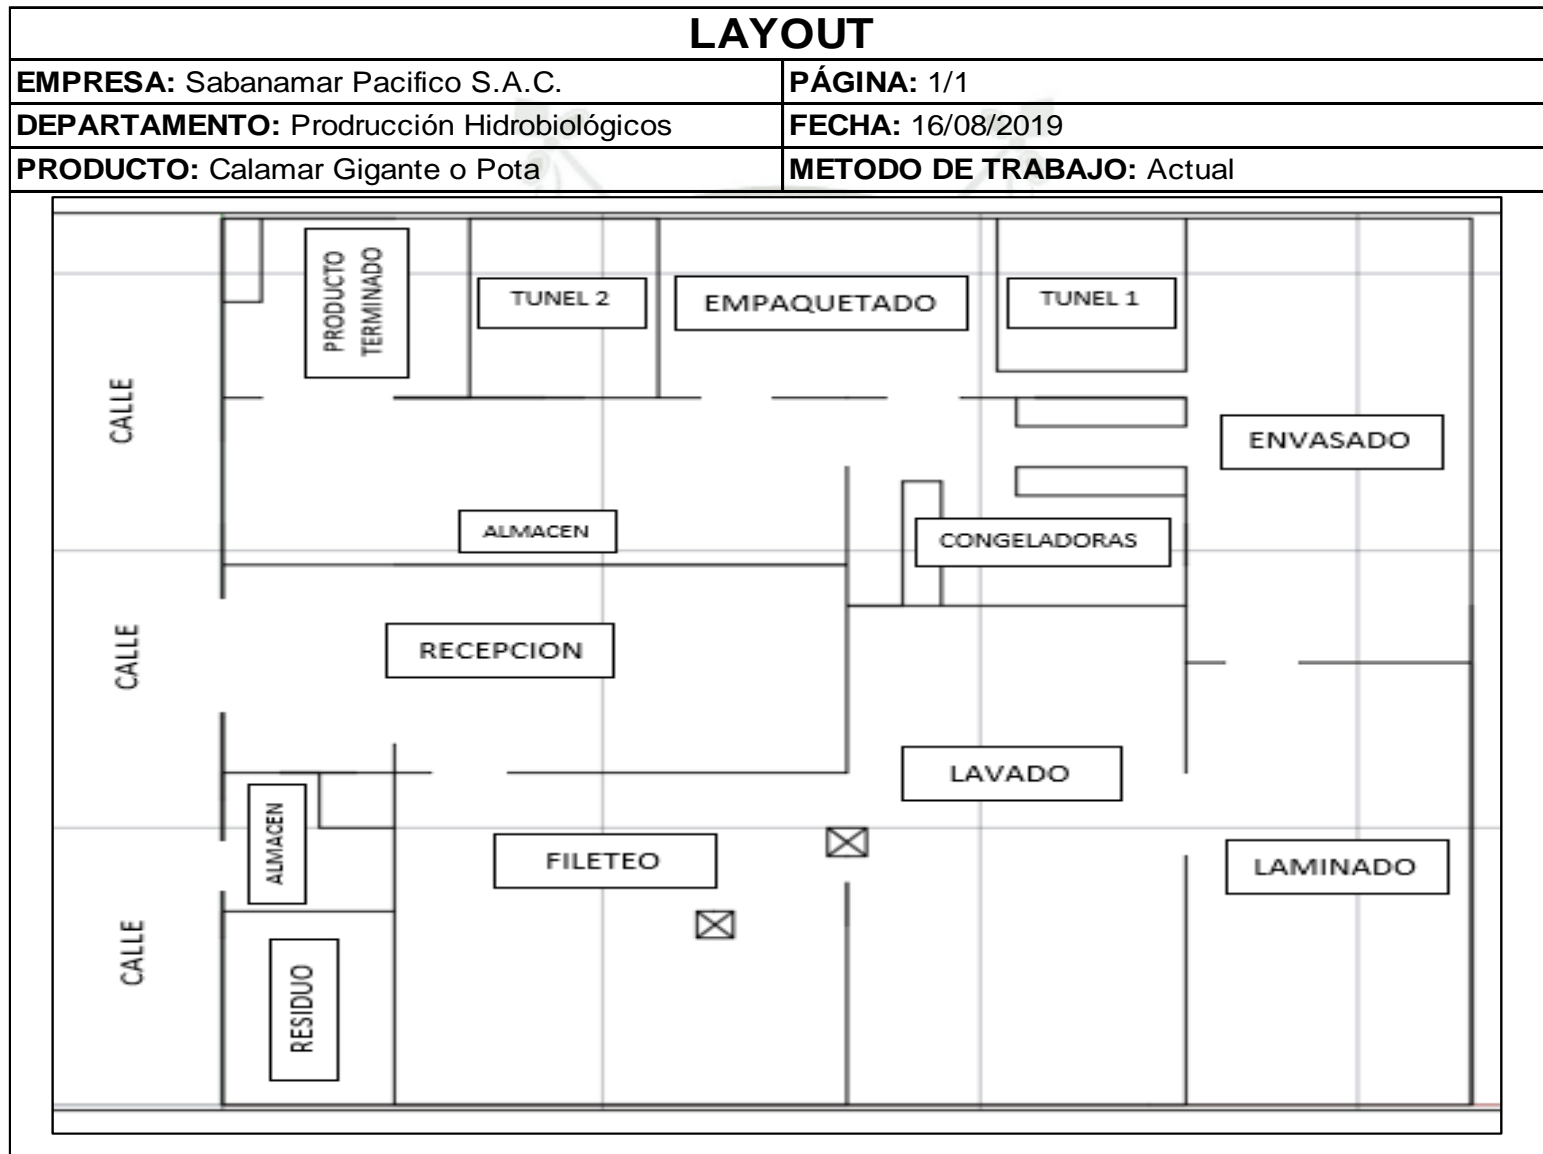 LAYOUT
EMPRESA: Sabanamar Pacifico S.A.C.
PÁGINA: 1/1
DEPARTAMENTO: Prodrucción Hidrobiológicos
FECHA: 16/08/2019
PRODUCTO: Calamar Gigante o Pota
METODO DE TRABAJO: Actual
PRODUCTO
TERMINADO
TUNEL 2
EMPAQUETADO
TUNEL 1
CALLE
ENVASADO
ALMACEN
CONGELADORAS
CALLE
RECEPCION
LAVADO
ALMACEN
FILETEO
LAMINADO
CALLE
RESIDUO